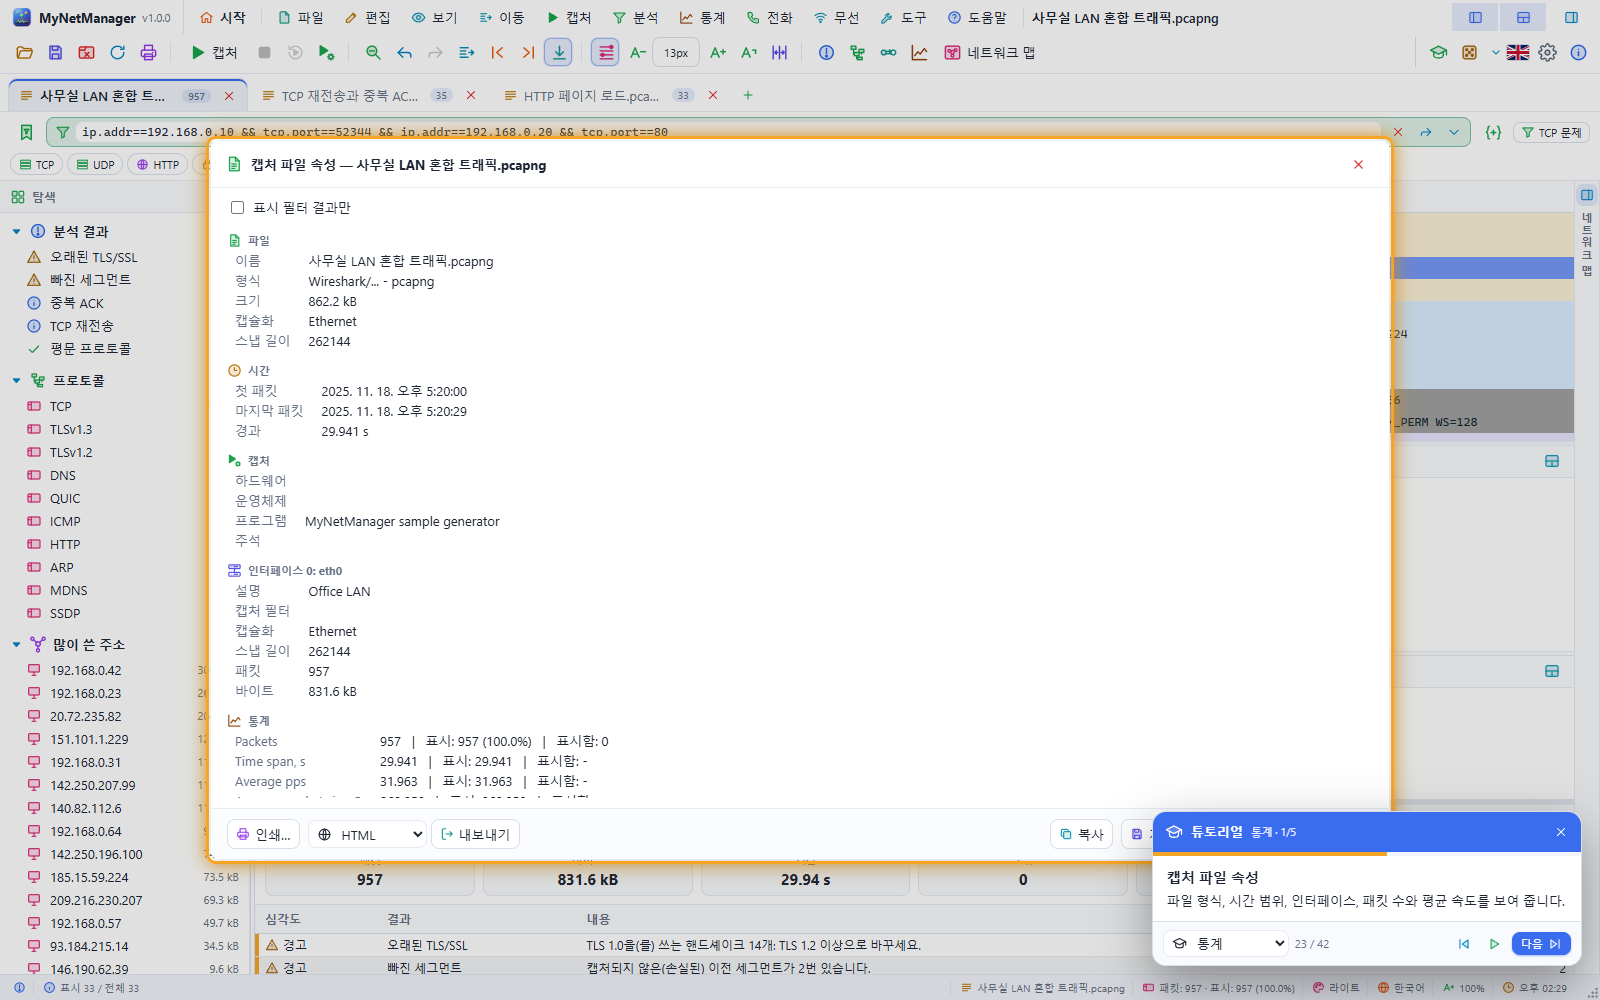 MyNetManager v1.0.0
시작 파일 편집 보기 이동 캡처 분석 통계 전화 무선 도구 도움말 사무실 LAN 혼합 트래픽.pcapng
캡처 A− 13px A+ A 네트워크 맵
사무실 LAN 혼합 트... 957 TCP 재전송과 중복 AC... 35 HTTP 페이지 로드.pca... 33
ip.addr==192.168.0.10 && tcp.port==52344 && ip.addr==192.168.0.20 && tcp.port==80
TCP 문제
TCP UDP HTTP
탐색
분석 결과
오래된 TLS/SSL
빠진 세그먼트
중복 ACK
TCP 재전송
평문 프로토콜
프로토콜
TCP
TLSv1.3
TLSv1.2
DNS
QUIC
ICMP
HTTP
ARP
MDNS
SSDP
많이 쓴 주소
192.168.0.42
192.168.0.23
20.72.235.82
151.101.1.229
192.168.0.31
142.250.207.99
140.82.112.6
192.168.0.64
142.250.196.100
185.15.59.224 73.5 kB
209.216.230.207 69.3 kB
192.168.0.57 49.7 kB
93.184.215.14 34.5 kB
146.190.62.39 9.6 kB
캡처 파일 속성 — 사무실 LAN 혼합 트래픽.pcapng
표시 필터 결과만
파일
이름 사무실 LAN 혼합 트래픽.pcapng
형식 Wireshark/... - pcapng
크기 862.2 kB
캡슐화 Ethernet
스냅 길이 262144
시간
첫 패킷 2025. 11. 18. 오후 5:20:00
마지막 패킷 2025. 11. 18. 오후 5:20:29
경과 29.941 s
캡처
하드웨어
운영체제
프로그램 MyNetManager sample generator
주석
인터페이스 0: eth0
설명 Office LAN
캡처 필터
캡슐화 Ethernet
스냅 길이 262144
패킷 957
바이트 831.6 kB
통계
Packets 957 | 표시: 957 (100.0%) | 표시함: 0
Time span, s 29.941 | 표시: 29.941 | 표시함: -
Average pps 31.963 | 표시: 31.963 | 표시함: -
인쇄... HTML 내보내기 복사
네트워크 맵
24
_PERM WS=128
957 831.6 kB 29.94 s 0
심각도 결과 내용
경고 오래된 TLS/SSL TLS 1.0을(를) 쓰는 핸드셰이크 14개: TLS 1.2 이상으로 바꾸세요.
경고 빠진 세그먼트 캡처되지 않은(손실된) 이전 세그먼트가 2번 있습니다. 2
튜토리얼 통계 · 1/5
캡처 파일 속성
파일 형식, 시간 범위, 인터페이스, 패킷 수와 평균 속도를 보여 줍니다.
통계 23 / 42 다음
표시 33 / 전체 33 사무실 LAN 혼합 트래픽.pcapng 패킷: 957 · 표시: 957 (100.0%) 라이트 한국어 100% 오후 02:29